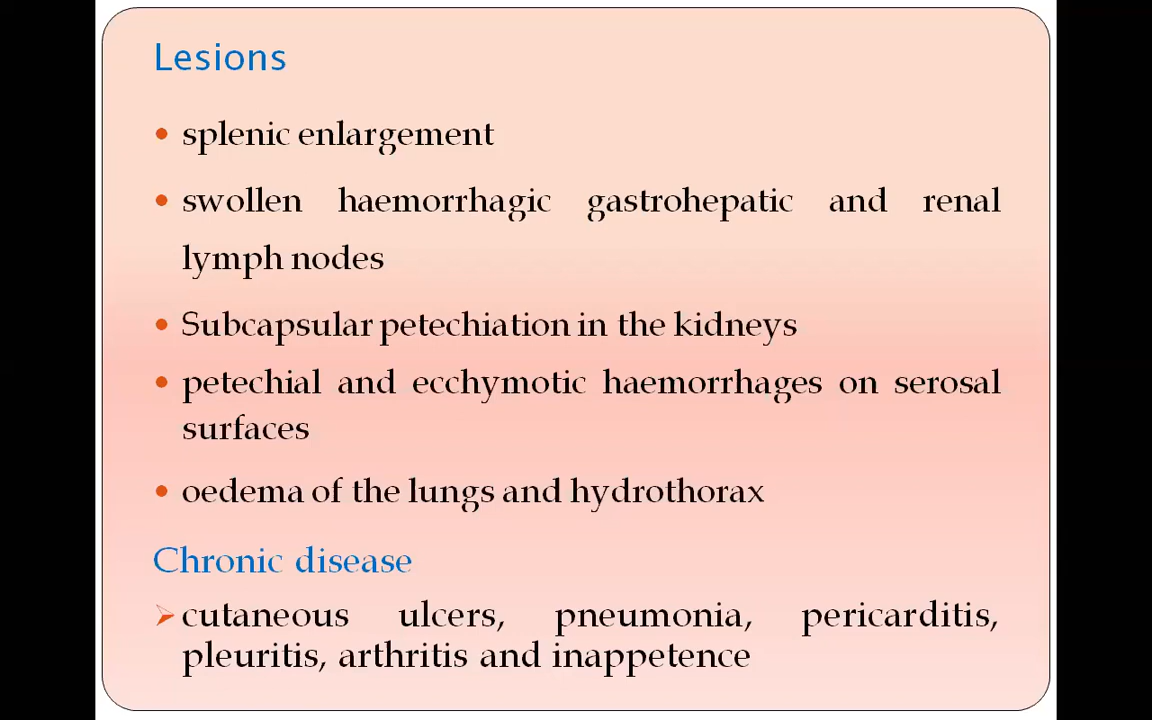 Lesions
splenic enlargement
swollen haemorrhagic gastrohepatic and renal
lymph nodes
Subcapsular petechiation in the kidneys
petechial and ecchymotic haemorrhages on serosal
surfaces
oedema of the lungs and hydrothorax
Chronic disease
cutaneous ulcers, pneumonia, pericarditis,
pleuritis, arthritis and inappetence